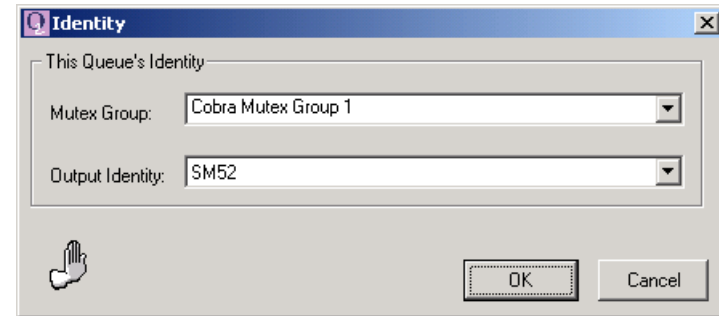 Identity
This Queue's Identity
Mutex Group: Cobra Mutex Group 1
Output Identity: SM52
OK Cancel